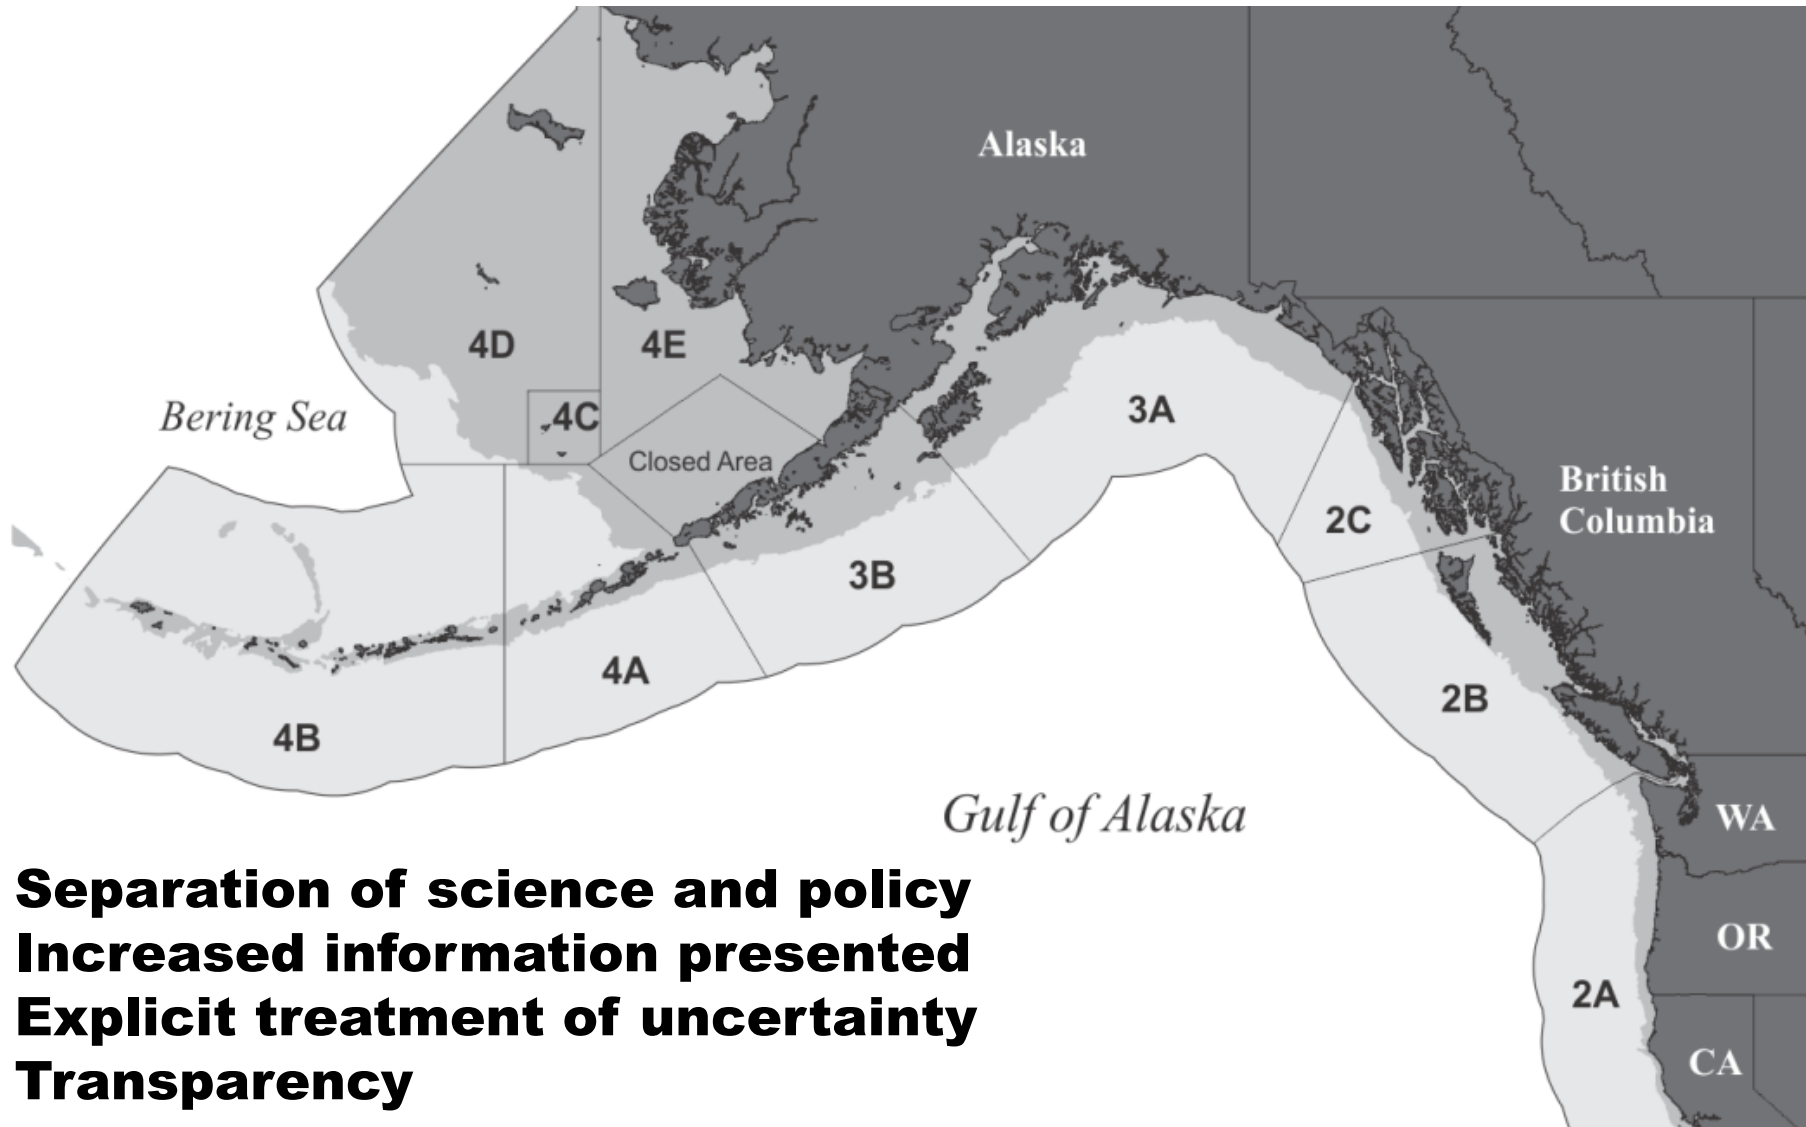 Alaska
4D
4E
Bering Sea
4C
3A
Closed Area
British
Columbia
2C
3B
4A
2B
4B
Gulf of Alaska
WA
Separation of science and policy
Increased information presented
OR
Explicit treatment of uncertainty
2A
Transparency
CA